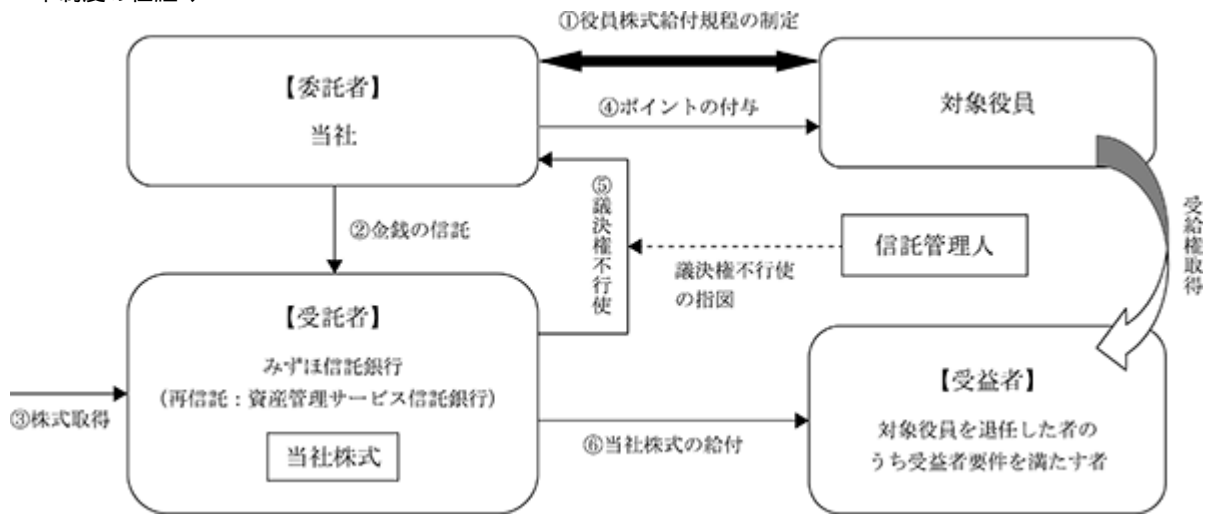 ①役員株式給付規程の制定
【委託者】
当社
④ポイントの付与
対象役員
②金銭の信託
⑤議決権不行使
議決権不行使
の指図
信託管理人
受給権取得
【受託者】
みずほ信託銀行
(再信託：資産管理サービス信託銀行)
当社株式
③株式取得
⑥当社株式の給付
【受益者】
対象役員を退任した者の
うち受益者要件を満たす者